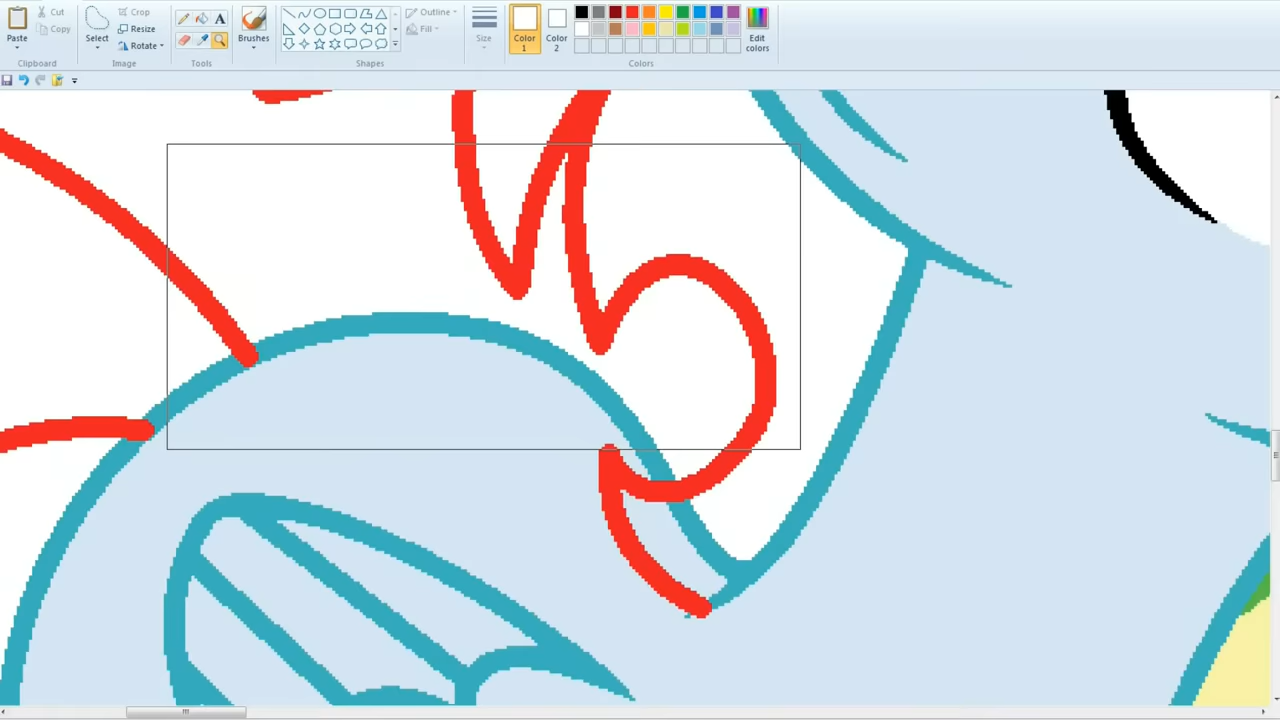 Paste
Cut
Copy
Clipboard
Select
Crop
Resize
Rotate
Image
A
Tools
Brushes
Shapes
Outline
Fill
Size
Color 1
Color 2
Colors
Edit colors